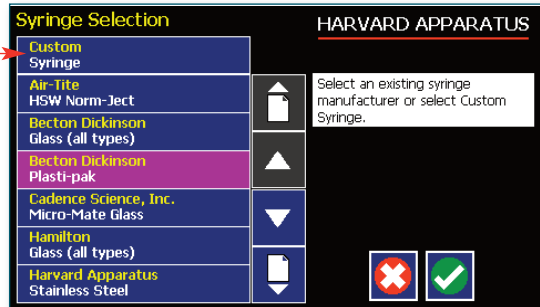 Syringe Selection
HARVARD APPARATUS
Custom
Syringe
Air-Tite
HSW Norm-Ject
Becton Dickinson
Glass (all types)
Becton Dickinson
Plasti-pak
Cadence Science, Inc.
Micro-Mate Glass
Hamilton
Glass (all types)
Harvard Apparatus
Stainless Steel
Select an existing syringe
manufacturer or select Custom
Syringe.